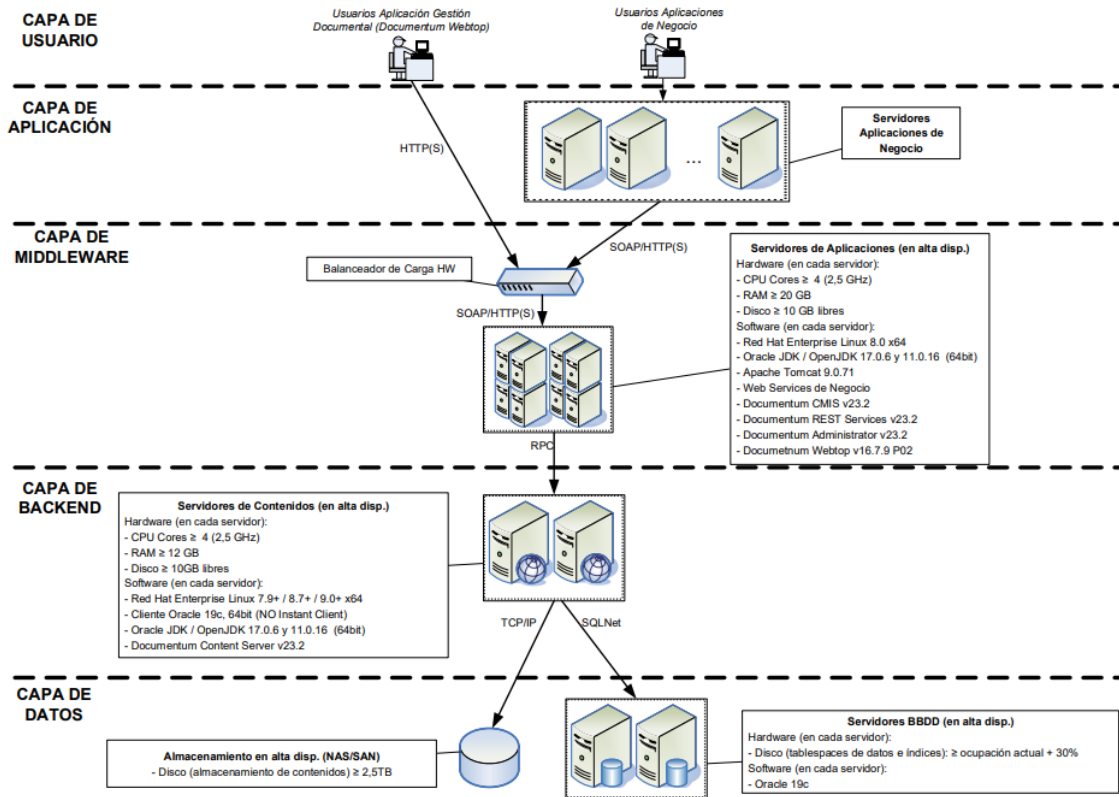 CAPA DE
USUARIO
Usuarios Aplicación Gestión
Documental (Documentum Webtop)
Usuarios Aplicaciones
de Negocio
CAPA DE
APLICACIÓN
HTTP(S)
...
Servidores
Aplicaciones de
Negocio
CAPA DE
MIDDLEWARE
SOAP/HTTP(S)
Balanceador de Carga HW
SOAP/HTTP(S)
Servidores de Aplicaciones (en alta disp.)
Hardware (en cada servidor):
- CPU Cores ≥ 4 (2,5 GHz)
- RAM ≥ 20 GB
- Disco ≥ 10 GB libres
Software (en cada servidor):
- Red Hat Enterprise Linux 8.0 x64
- Oracle JDK / OpenJDK 17.0.6 y 11.0.16 (64bit)
- Apache Tomcat 9.0.71
- Web Services de Negocio
- Documentum CMIS v23.2
- Documentum REST Services v23.2
- Documentum Administrator v23.2
- Documetnum Webtop v16.7.9 P02
RPC
CAPA DE
BACKEND
Servidores de Contenidos (en alta disp.)
Hardware (en cada servidor):
- CPU Cores ≥ 4 (2,5 GHz)
- RAM ≥ 12 GB
- Disco ≥ 10GB libres
Software (en cada servidor):
- Red Hat Enterprise Linux 7.9+ / 8.7+ / 9.0+ x64
- Cliente Oracle 19c, 64bit (NO Instant Client)
- Oracle JDK / OpenJDK 17.0.6 y 11.0.16 (64bit)
- Documentum Content Server v23.2
TCP/IP
SQLNet
CAPA DE
DATOS
Almacenamiento en alta disp. (NAS/SAN)
- Disco (almacenamiento de contenidos) ≥ 2,5TB
Servidores BBDD (en alta disp.)
Hardware (en cada servidor):
- Disco (tablespaces de datos e índices): ≥ ocupación actual + 30%
Software (en cada servidor):
- Oracle 19c